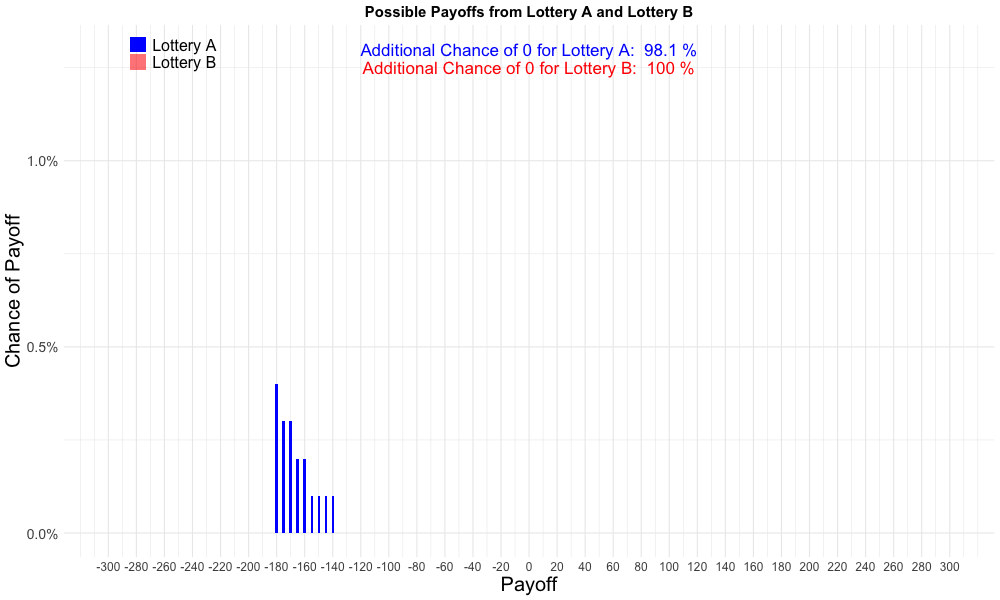 Possible Payoffs from Lottery A and Lottery B
Lottery A
Lottery B
Additional Chance of 0 for Lottery A:  98.1 %
Additional Chance of 0 for Lottery B:  100 %
Chance of Payoff
1.0%
0.5%
0.0%
-300 -280 -260 -240 -220 -200 -180 -160 -140 -120 -100 -80 -60 -40 -20 0 20 40 60 80 100 120 140 160 180 200 220 240 260 280 300
Payoff